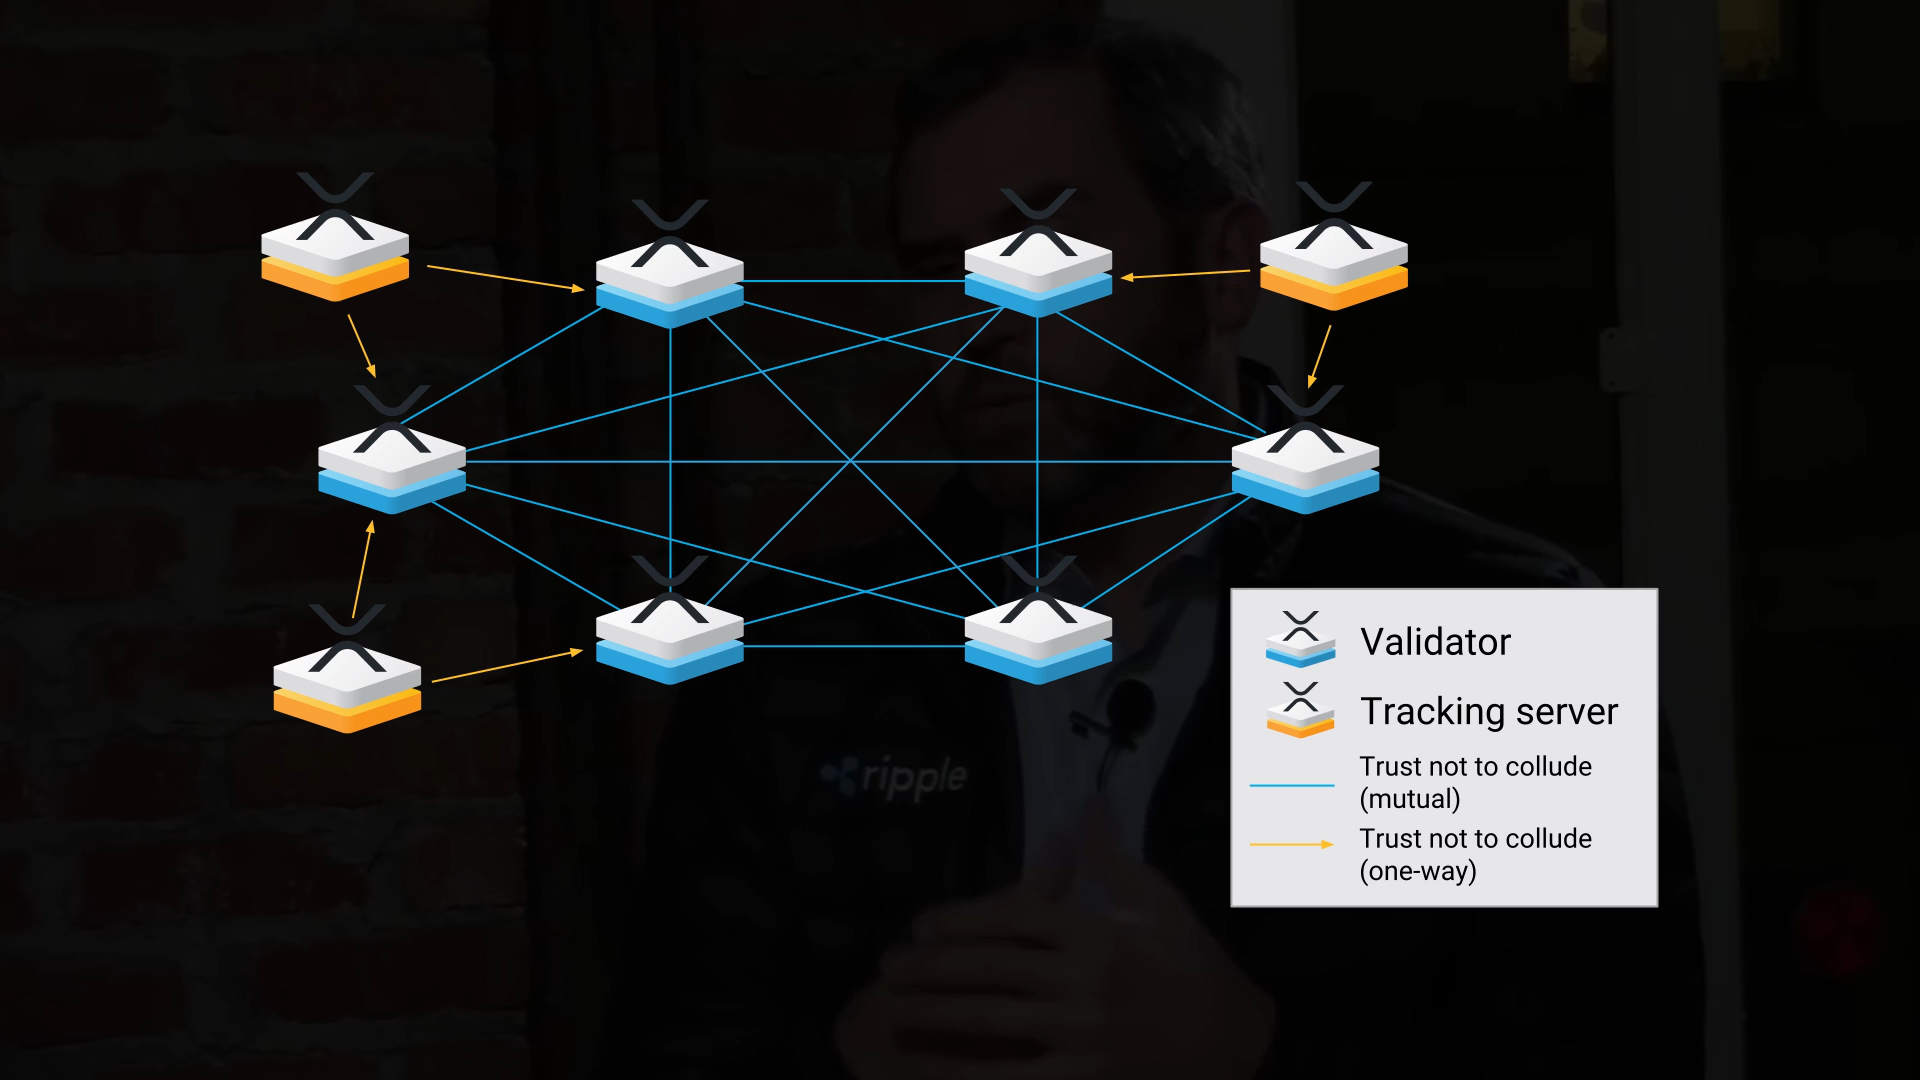 ripple
Validator
Tracking server
Trust not to collude
(mutual)
Trust not to collude
(one-way)